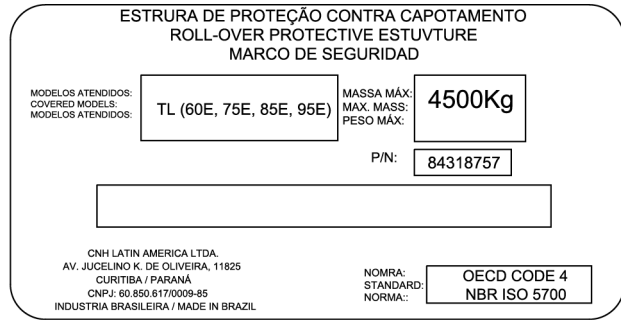 ESTRURA DE PROTEÇÃO CONTRA CAPOTAMENTO
ROLL-OVER PROTECTIVE ESTUVTURE
MARCO DE SEGURIDAD
MODELOS ATENDIDOS:
COVERED MODELS:
MODELOS ATENDIDOS:
TL (60E, 75E, 85E, 95E)
MASSA MÁX:
MAX. MASS:
PESO MÁX:
4500Kg
P/N:
84318757
CNH LATIN AMERICA LTDA.
AV. JUCELINO K. DE OLIVEIRA, 11825
CURITIBA / PARANÁ
CNPJ: 60.850.617/0009-85
INDUSTRIA BRASILEIRA / MADE IN BRAZIL
NOMRA:
STANDARD:
NORMA::
OECD CODE 4
NBR ISO 5700